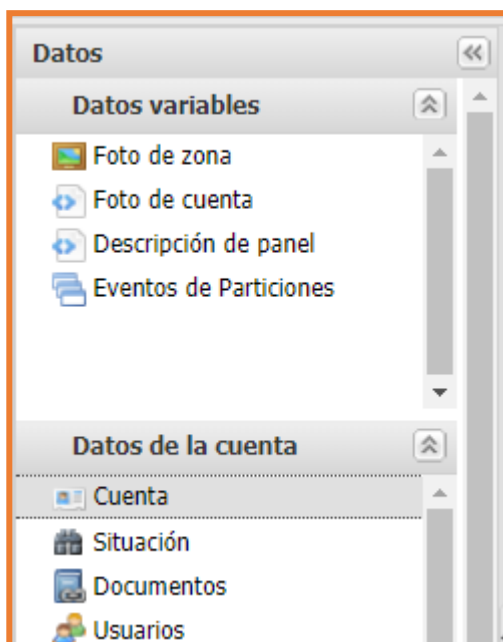 Datos
Datos variables
Foto de zona
Foto de cuenta
Descripción de panel
Eventos de Particiones
Datos de la cuenta
Cuenta
Situación
Documentos
Usuarios